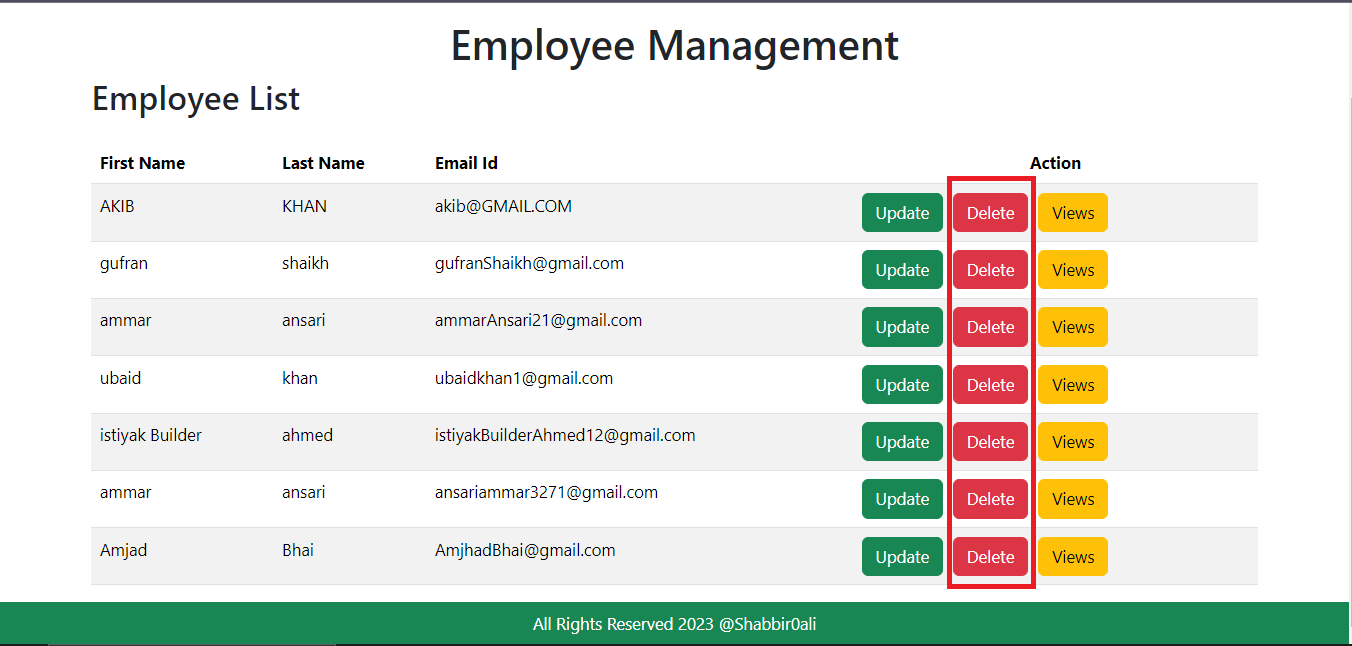 Employee Management
Employee List
First Name Last Name Email Id Action
AKIB KHAN akib@GMAIL.COM Update Delete Views
gufran shaikh gufranShaikh@gmail.com Update Delete Views
ammar ansari ammarAnsari21@gmail.com Update Delete Views
ubaid khan ubaidkhan1@gmail.com Update Delete Views
istiyak Builder ahmed istiyakBuilderAhmed12@gmail.com Update Delete Views
ammar ansari ansariammar3271@gmail.com Update Delete Views
Amjad Bhai AmjhadBhai@gmail.com Update Delete Views
All Rights Reserved 2023 @Shabbir0ali